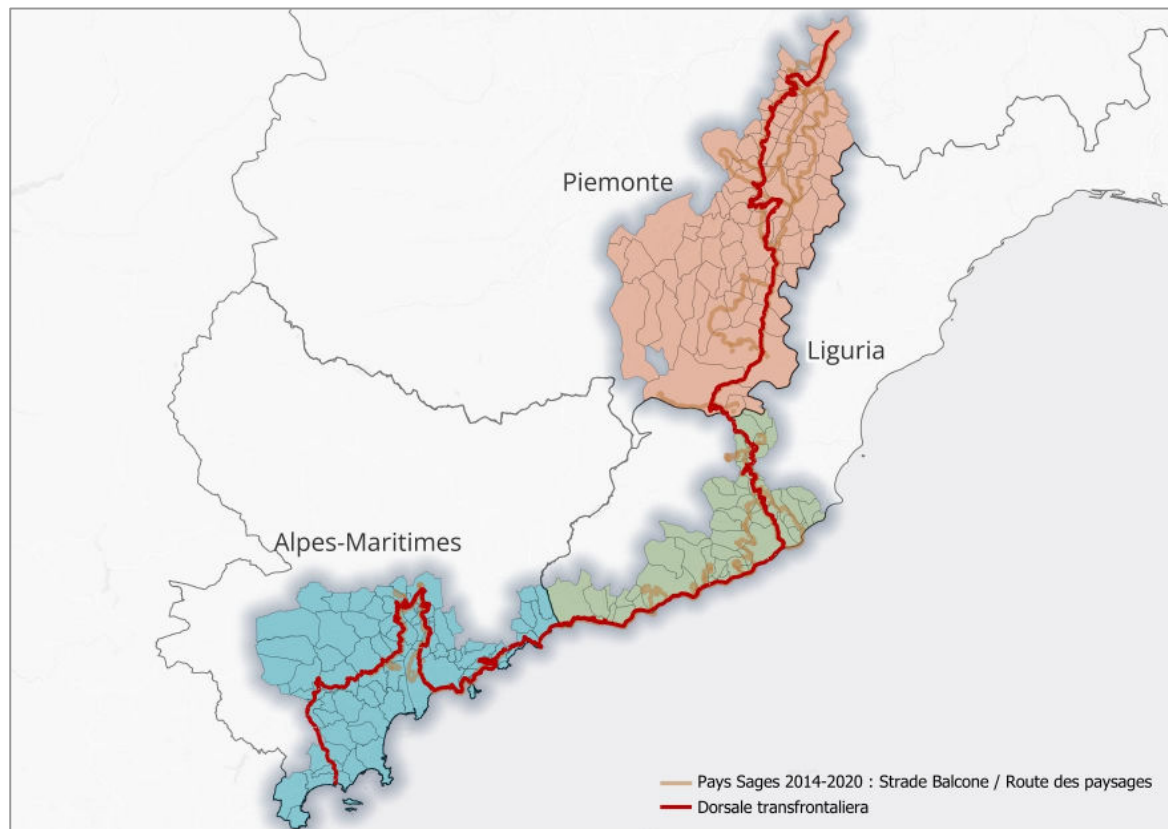 Piemonte
Liguria
Alpes-Maritimes
Pays Sages 2014-2020 : Strade Balcone / Route des paysages
Dorsale transfrontaliera